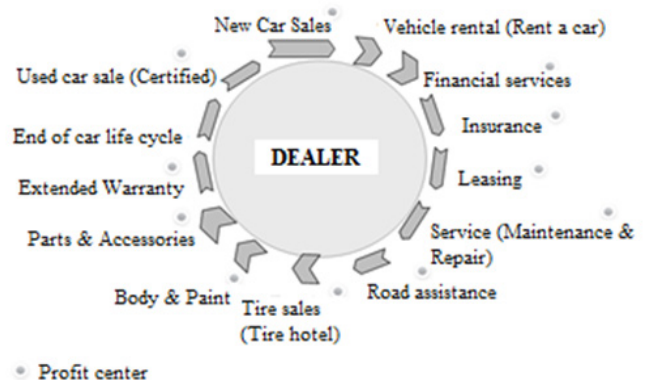 New Car Sales
Vehicle rental (Rent a car)
Financial services
Insurance
Leasing
Service (Maintenance &
Repair)
Road assistance
Tire sales
(Tire hotel)
Body & Paint
Parts & Accessories
Extended Warranty
End of car life cycle
Used car sale (Certified)
DEALER
Profit center